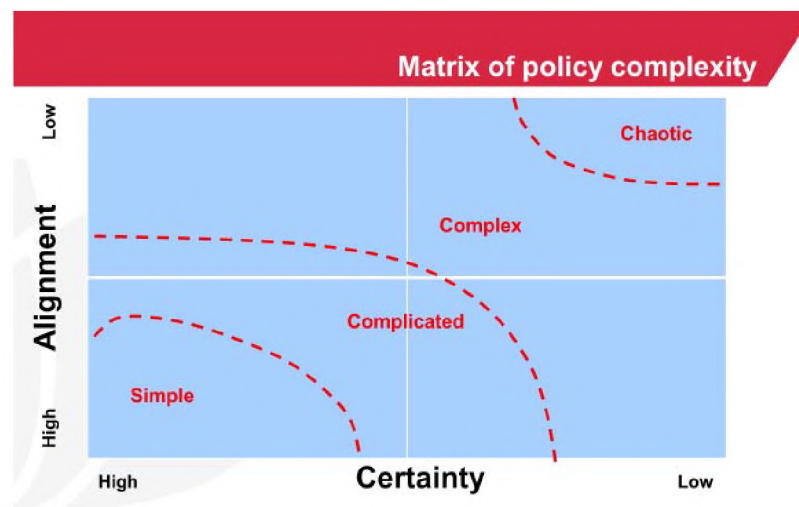 Matrix of policy complexity
Low
Chaotic
Complex
Alignment
Complicated
Simple
High
High
Certainty
Low